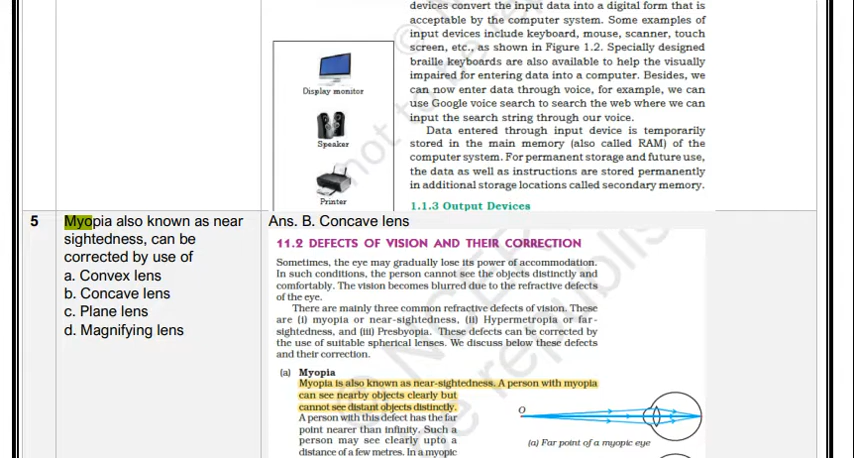 devices convert the input data into a digital form that is
acceptable by the computer system. Some examples of
input devices include keyboard, mouse, scanner, touch
screen, etc., as shown in Figure 1.2. Specially designed
braille keyboards are also available to help the visually
impaired for entering data into a computer. Besides, we
can now enter data through voice, for example, we can
use Google voice search to search the web where we can
input the search string through our voice.
Data entered through input device is temporarily
stored in the main memory (also called RAM) of the
computer system. For permanent storage and future use,
the data as well as instructions are stored permanently
in additional storage locations called secondary memory.
1.1.3 Output Devices
Display monitor
Speaker
Printer
5
Myopia also known as near
sightedness, can be
corrected by use of
a. Convex lens
b. Concave lens
c. Plane lens
d. Magnifying lens
Ans. B. Concave lens
11.2 DEFECTS OF VISION AND THEIR CORRECTION
Sometimes, the eye may gradually lose its power of accommodation.
In such conditions, the person cannot see the objects distinctly and
comfortably. The vision becomes blurred due to the refractive defects
of the eye.
There are mainly three common refractive defects of vision. These
are (i) myopia or near-sightedness, (ii) Hypermetropia or far-
sightedness, and (iii) Presbyopia. These defects can be corrected by
the use of suitable spherical lenses. We discuss below these defects
and their correction.
(a) Myopia
Myopia is also known as near-sightedness. A person with myopia
can see nearby objects clearly but
cannot see distant objects distinctly.
A person with this defect has the far
point nearer than infinity. Such a
person may see clearly upto a
distance of a few metres. In a myopic
O
(a) Far point of a myopic eye